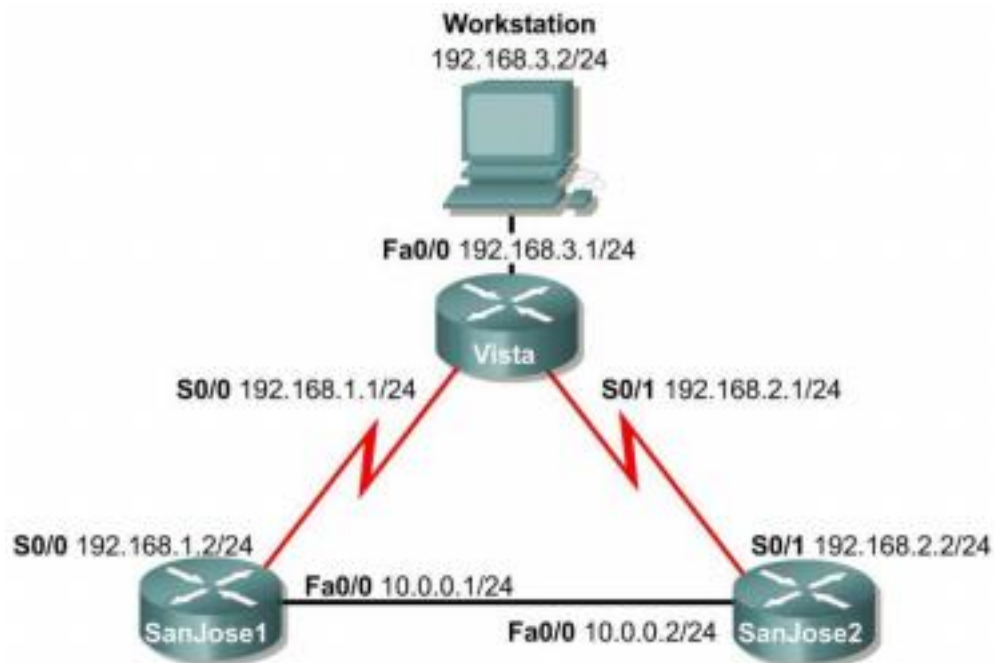 Workstation
192.168.3.2/24
Fa0/0 192.168.3.1/24
Vista
S0/0 192.168.1.1/24
S0/1 192.168.2.1/24
S0/0 192.168.1.2/24
S0/1 192.168.2.2/24
Fa0/0 10.0.0.1/24
SanJose1
Fa0/0 10.0.0.2/24
SanJose2